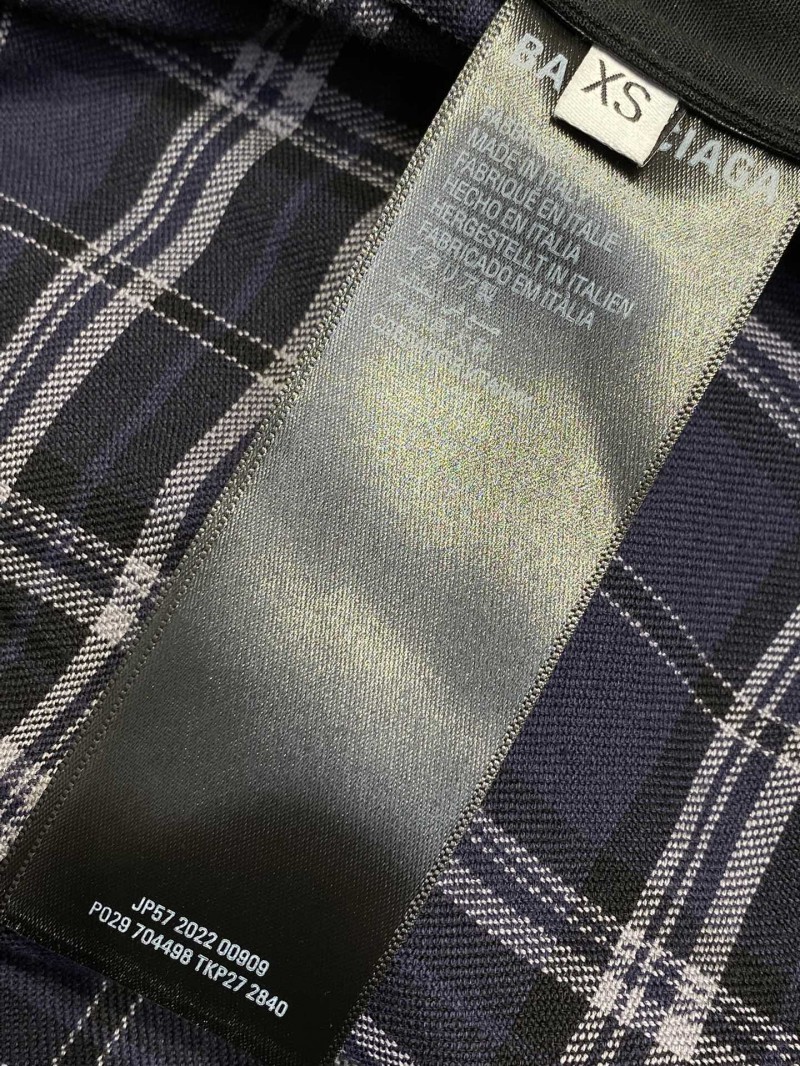 BA CIAGA
XS
MADE IN ITALY
FABRIQUÉ EN ITALIE
HECHO EN ITALIA
HERGESTELLT IN ITALIEN
FABRICADO EM ITÁLIA
イタリア製
JP57 2022 00909
P029 704498 TKP27 2840